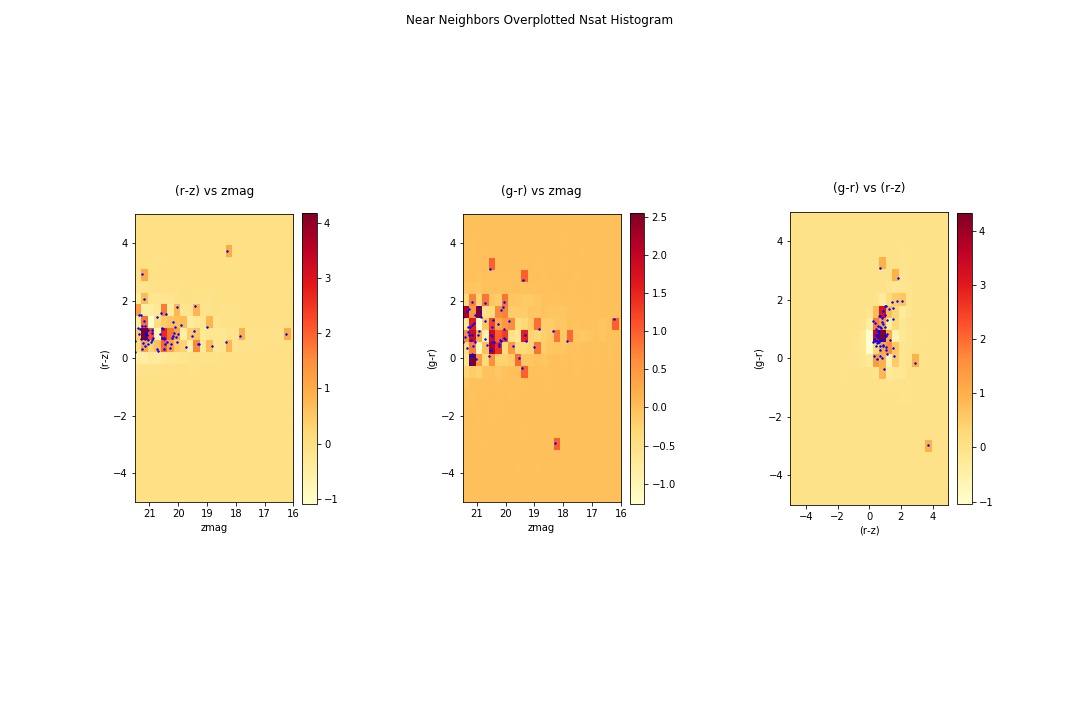 Near Neighbors Overplotted Nsat Histogram
(r-z) vs zmag
4
2
0
−2
−4
(r-z)
21 20 19 18 17 16
zmag
4
3
2
1
0
−1
(g-r) vs zmag
4
2
0
−2
−4
(g-r)
21 20 19 18 17 16
zmag
2.5
2.0
1.5
1.0
0.5
0.0
−0.5
−1.0
(g-r) vs (r-z)
4
2
0
−2
−4
(g-r)
−4 −2 0 2 4
(r-z)
4
3
2
1
0
−1